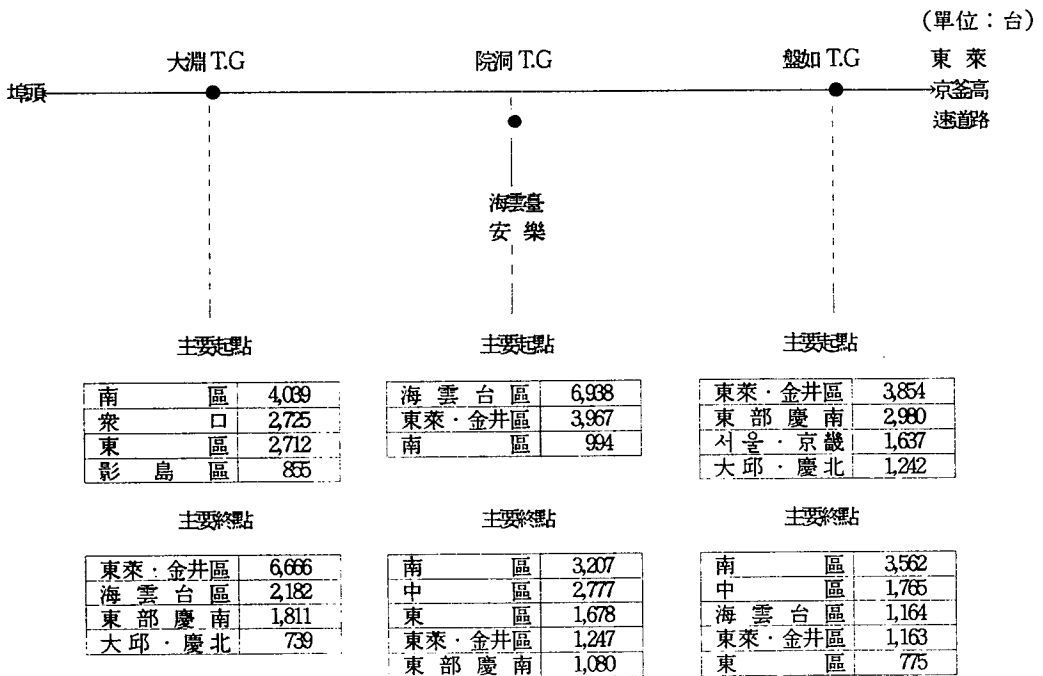 (單位：台)
大淵 T.G 院洞 T.G 盤如 T.G 東 萊
埠頭 京釜高
速道路
海雲臺
安 樂
主要起點 主要起點 主要起點
南 區 4,039
衆 口 2,725
東 區 2,712
影 島 區 855
海 雲 台 區 6,938
東萊·金井區 3,967
南 區 994
東萊·金井區 3,854
東 部 慶 南 2,980
서 울 · 京 畿 1,637
大 邱 · 慶 北 1,242
主要終點 主要終點 主要終點
東萊·金井區 6,666
海 雲 台 區 2,182
東 部 慶 南 1,811
大 邱 · 慶 北 739
南 區 3,207
中 區 2,777
東 區 1,678
東萊·金井區 1,247
東 部 慶 南 1,080
南 區 3,562
中 區 1,765
海 雲 台 區 1,164
東萊·金井區 1,163
東 區 775